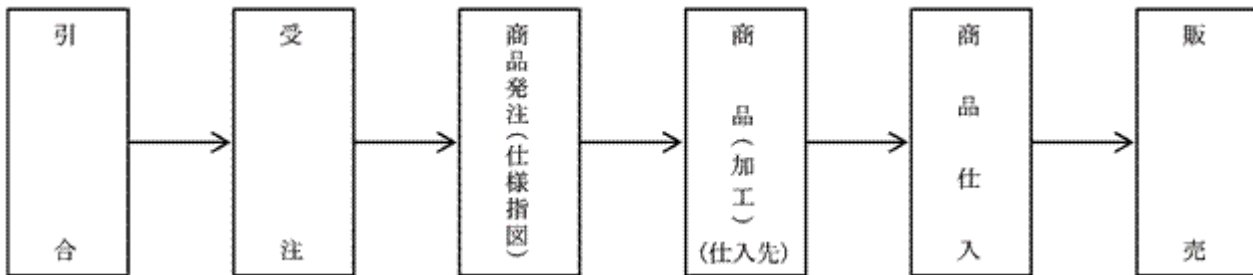 引合
受注
商品発注(仕様指図)
商品(加工)
(仕入先)
商品仕入
販売